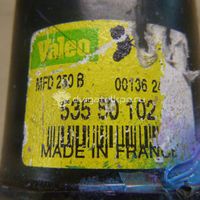 Valeo
MFD 230 B 00136 24
535 50 102
MADE IN FRANCE